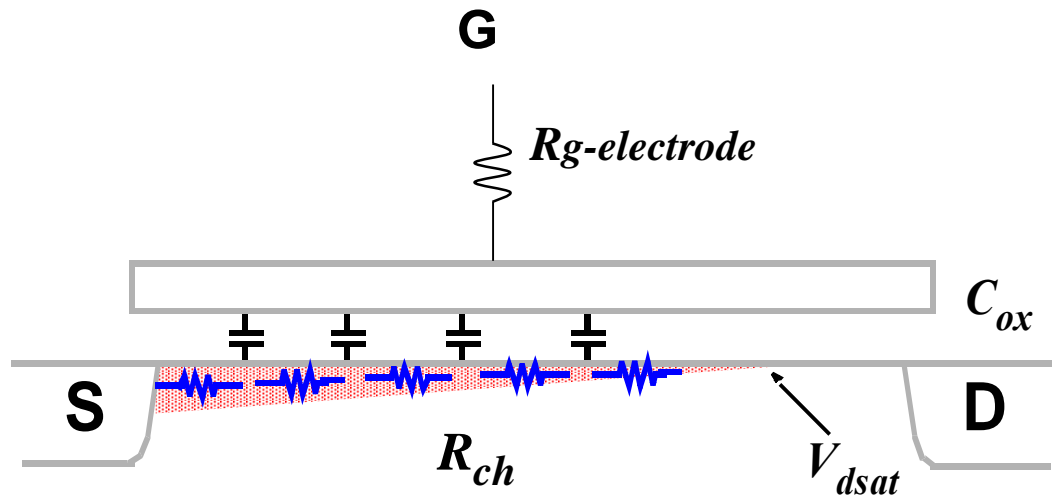 G
Rg-electrode
Cox
S
D
Rch
Vdsat